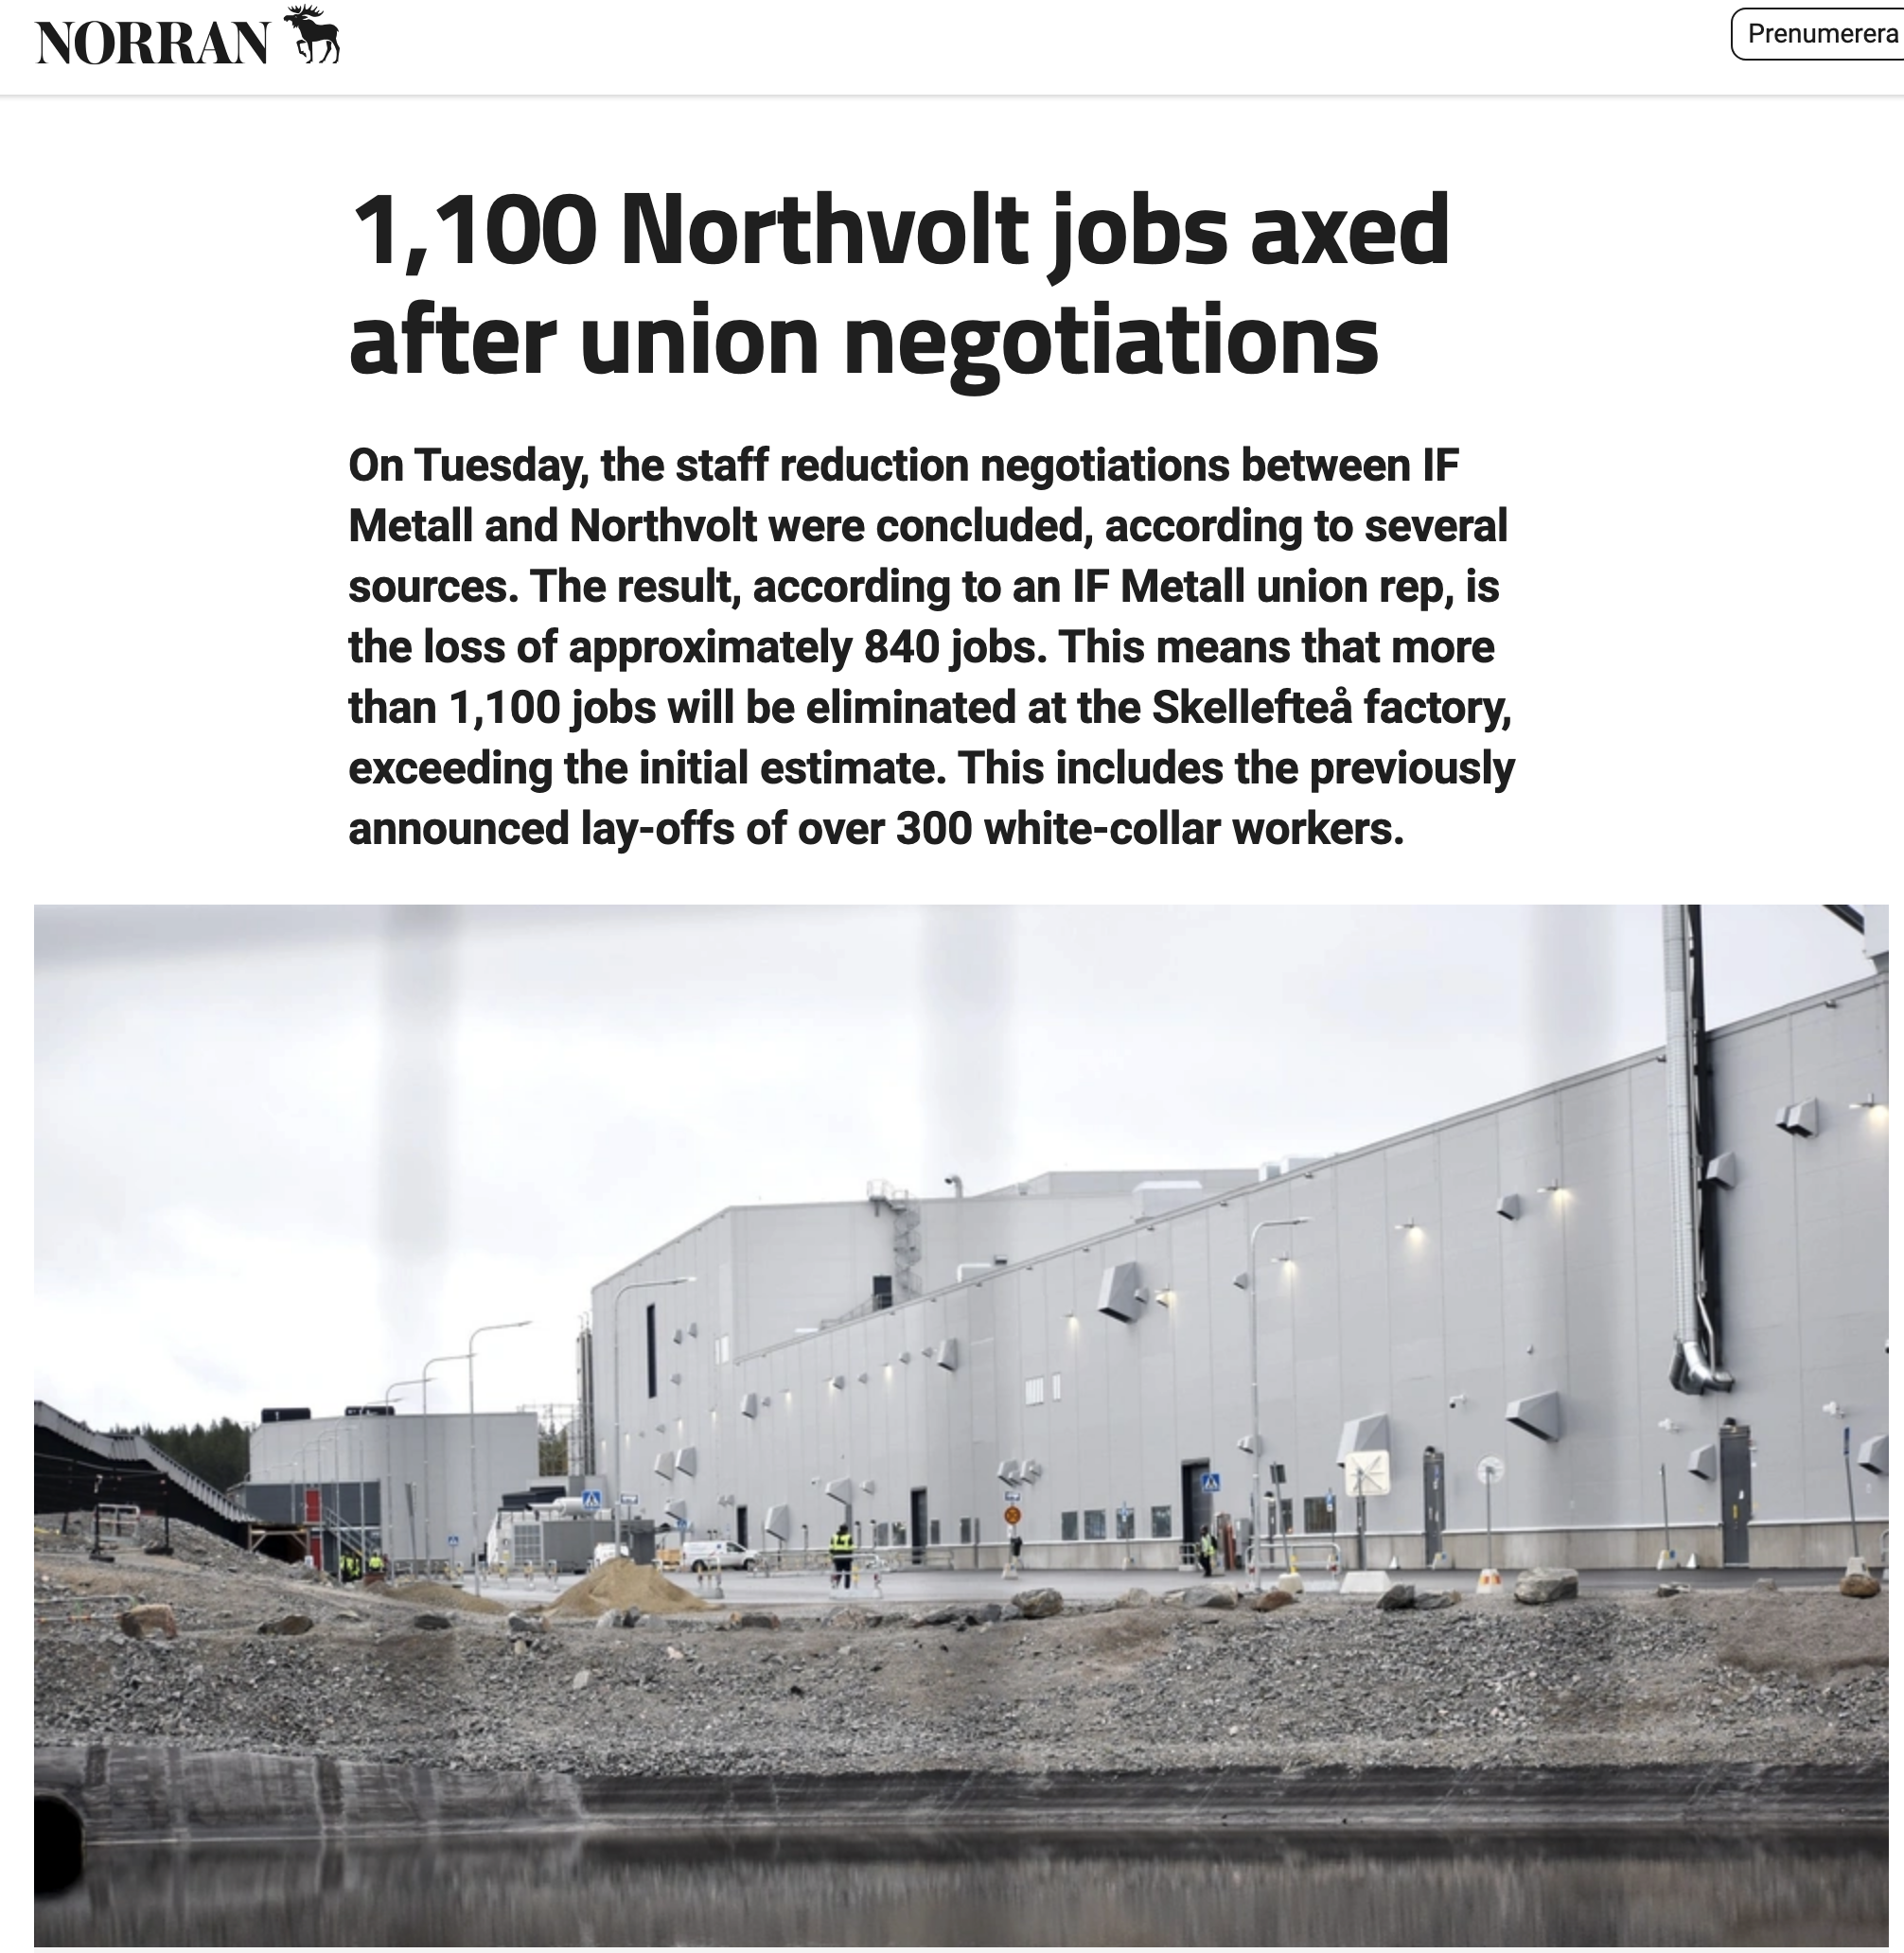 NORRAN
Prenumerera
1,100 Northvolt jobs axed
after union negotiations
On Tuesday, the staff reduction negotiations between IF
Metall and Northvolt were concluded, according to several
sources. The result, according to an IF Metall union rep, is
the loss of approximately 840 jobs. This means that more
than 1,100 jobs will be eliminated at the Skellefteå factory,
exceeding the initial estimate. This includes the previously
announced lay-offs of over 300 white-collar workers.